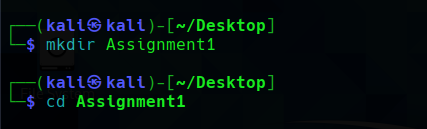 ┌──(kali㉿kali)-[~/Desktop]
└─$ mkdir Assignment1
┌──(kali㉿kali)-[~/Desktop]
└─$ cd Assignment1